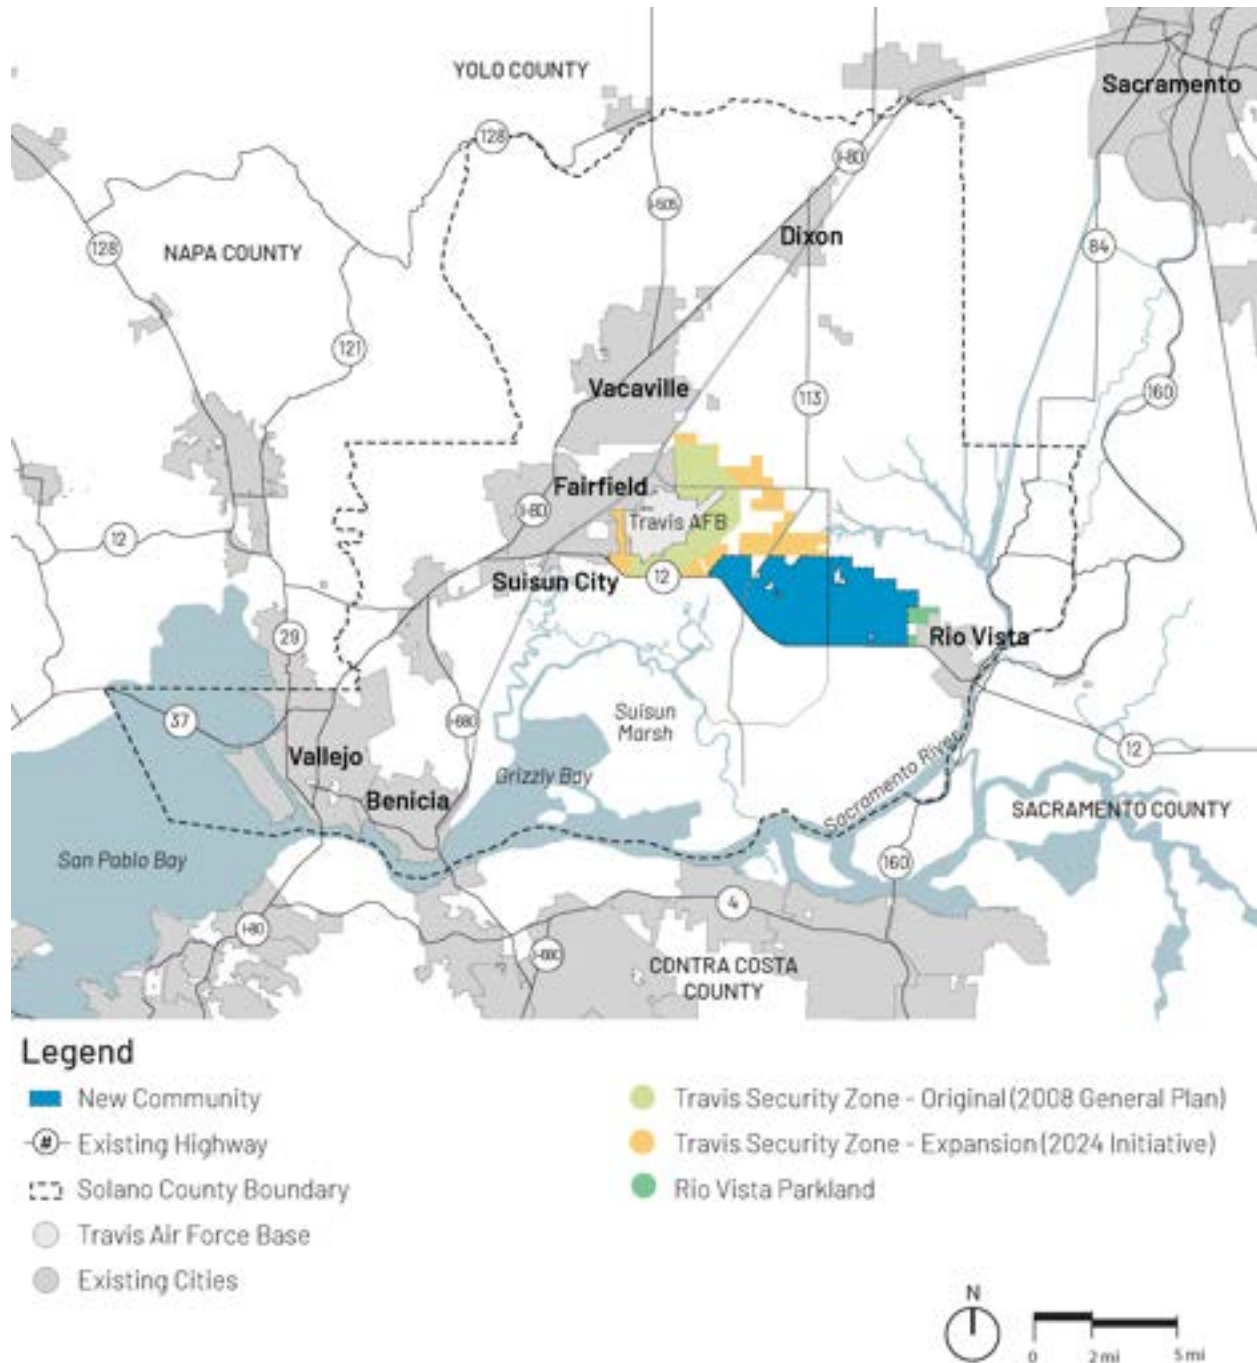 YOLO COUNTY
Sacramento
128
I-80
I-505
Dixon
84
128
NAPA COUNTY
121
Vacaville
113
160
Fairfield
I-80
Travis AFB
12
Suisun City
12
Rio Vista
29
Suisun
Marsh
37
I-680
Vallejo
Grizzly Bay
Benicia
Sacramento River
12
SACRAMENTO COUNTY
San Pablo Bay
160
4
I-80
I-680
CONTRA COSTA
COUNTY
Legend
New Community
# Existing Highway
Solano County Boundary
Travis Air Force Base
Existing Cities
Travis Security Zone - Original (2008 General Plan)
Travis Security Zone - Expansion (2024 Initiative)
Rio Vista Parkland
N
0 2 mi 5 mi